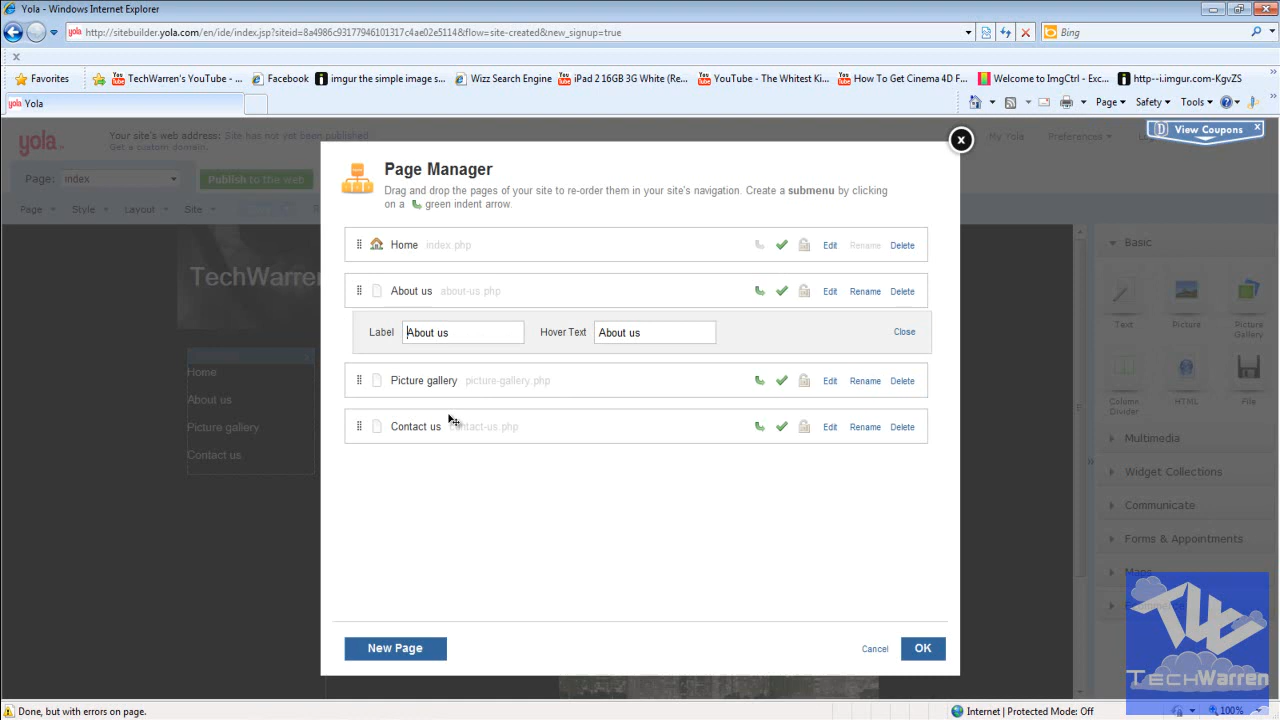 Yola - Windows Internet Explorer
yola http://sitebuilder.yola.com/en/ide/index.jsp?siteid=8a4986c93177946101317c4ae02e5114&flow=site-created&new_signup=true
Bing
x
Favorites TechWarren's YouTube - ... Facebook imgur the simple image s... Wizz Search Engine iPad 2 16GB 3G White (Re... YouTube - The Whitest Ki... How To Get Cinema 4D F... Welcome to ImgCtrl - Exc... http--i.imgur.com-KgvZS
yola Yola
Page Safety Tools
yola
Your site's web address: Site has not yet been published
Get a custom domain.
My Yola Preferences
D View Coupons x
Page: index Publish to the web
Page Style Layout Site
TechWarren
Home
About us
Picture gallery
Contact us
Page Manager
Drag and drop the pages of your site to re-order them in your site's navigation. Create a submenu by clicking
on a green indent arrow.
Home index.php Edit Rename Delete
About us about-us.php Edit Rename Delete
Label About us Hover Text About us Close
Picture gallery picture-gallery.php Edit Rename Delete
Contact us contact-us.php Edit Rename Delete
New Page Cancel OK
Basic
Text Picture Picture
Gallery
Column
Divider HTML File
Multimedia
Widget Collections
Communicate
Forms & Appointments
Maps
TW
TechWarren
Done, but with errors on page. Internet | Protected Mode: Off 100%